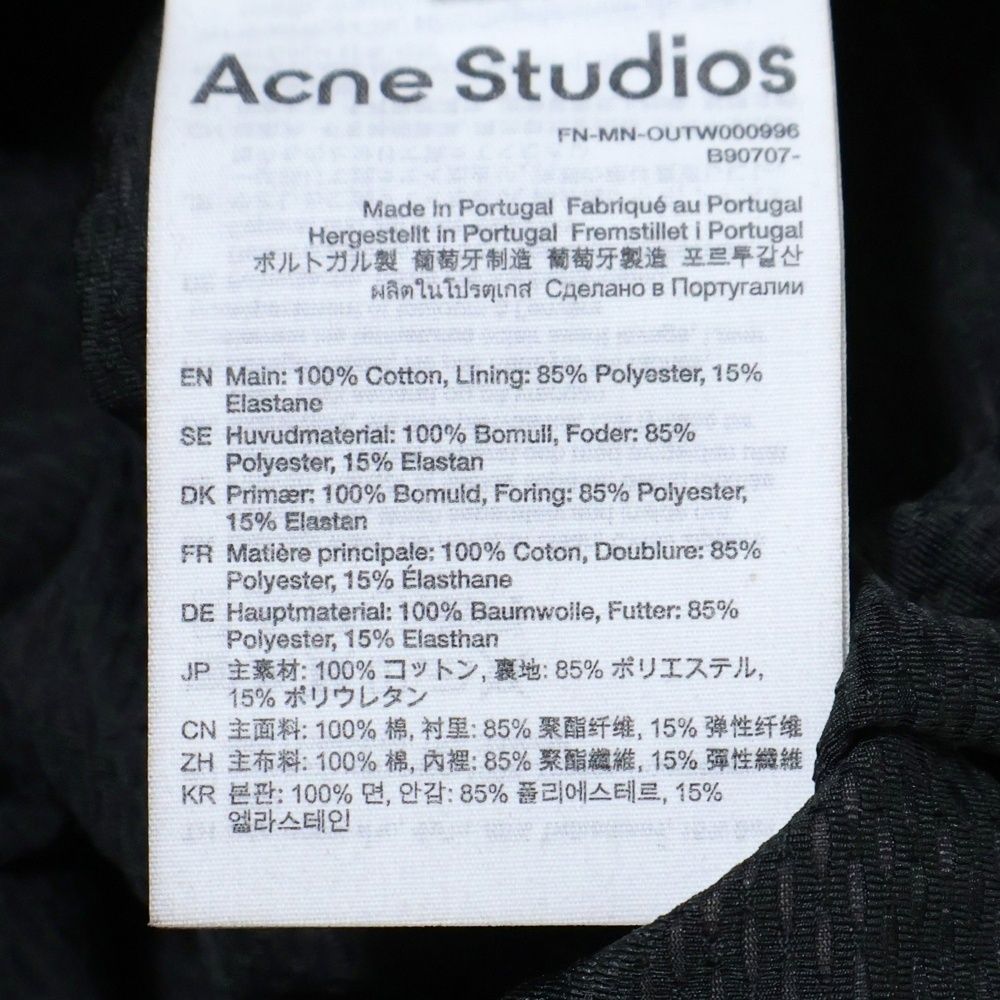 Acne Studios
FN-MN-OUTW000996
B90707-
Made in Portugal Fabriqué au Portugal
Hergestellt in Portugal Fremstillet i Portugal
ポルトガル製 葡萄牙制造 葡萄牙製造 포르투갈산
ผลิตในโปรตุเกส Сделано в Португалии
EN Main: 100% Cotton, Lining: 85% Polyester, 15%
Elastane
SE Huvudmaterial: 100% Bomull, Foder: 85%
Polyester, 15% Elastan
DK Primær: 100% Bomuld, Foring: 85% Polyester,
15% Elastan
FR Matière principale: 100% Coton, Doublure: 85%
Polyester, 15% Élasthane
DE Hauptmaterial: 100% Baumwolle, Futter: 85%
Polyester, 15% Elasthan
JP 主素材: 100% コットン, 裏地: 85% ポリエステル,
15% ポリウレタン
CN 主面料: 100% 棉, 衬里: 85% 聚酯纤维, 15% 弹性纤维
ZH 主布料: 100% 棉, 內裡: 85% 聚酯纖維, 15% 彈性纖維
KR 본판: 100% 면, 안감: 85% 폴리에스테르, 15%
엘라스테인